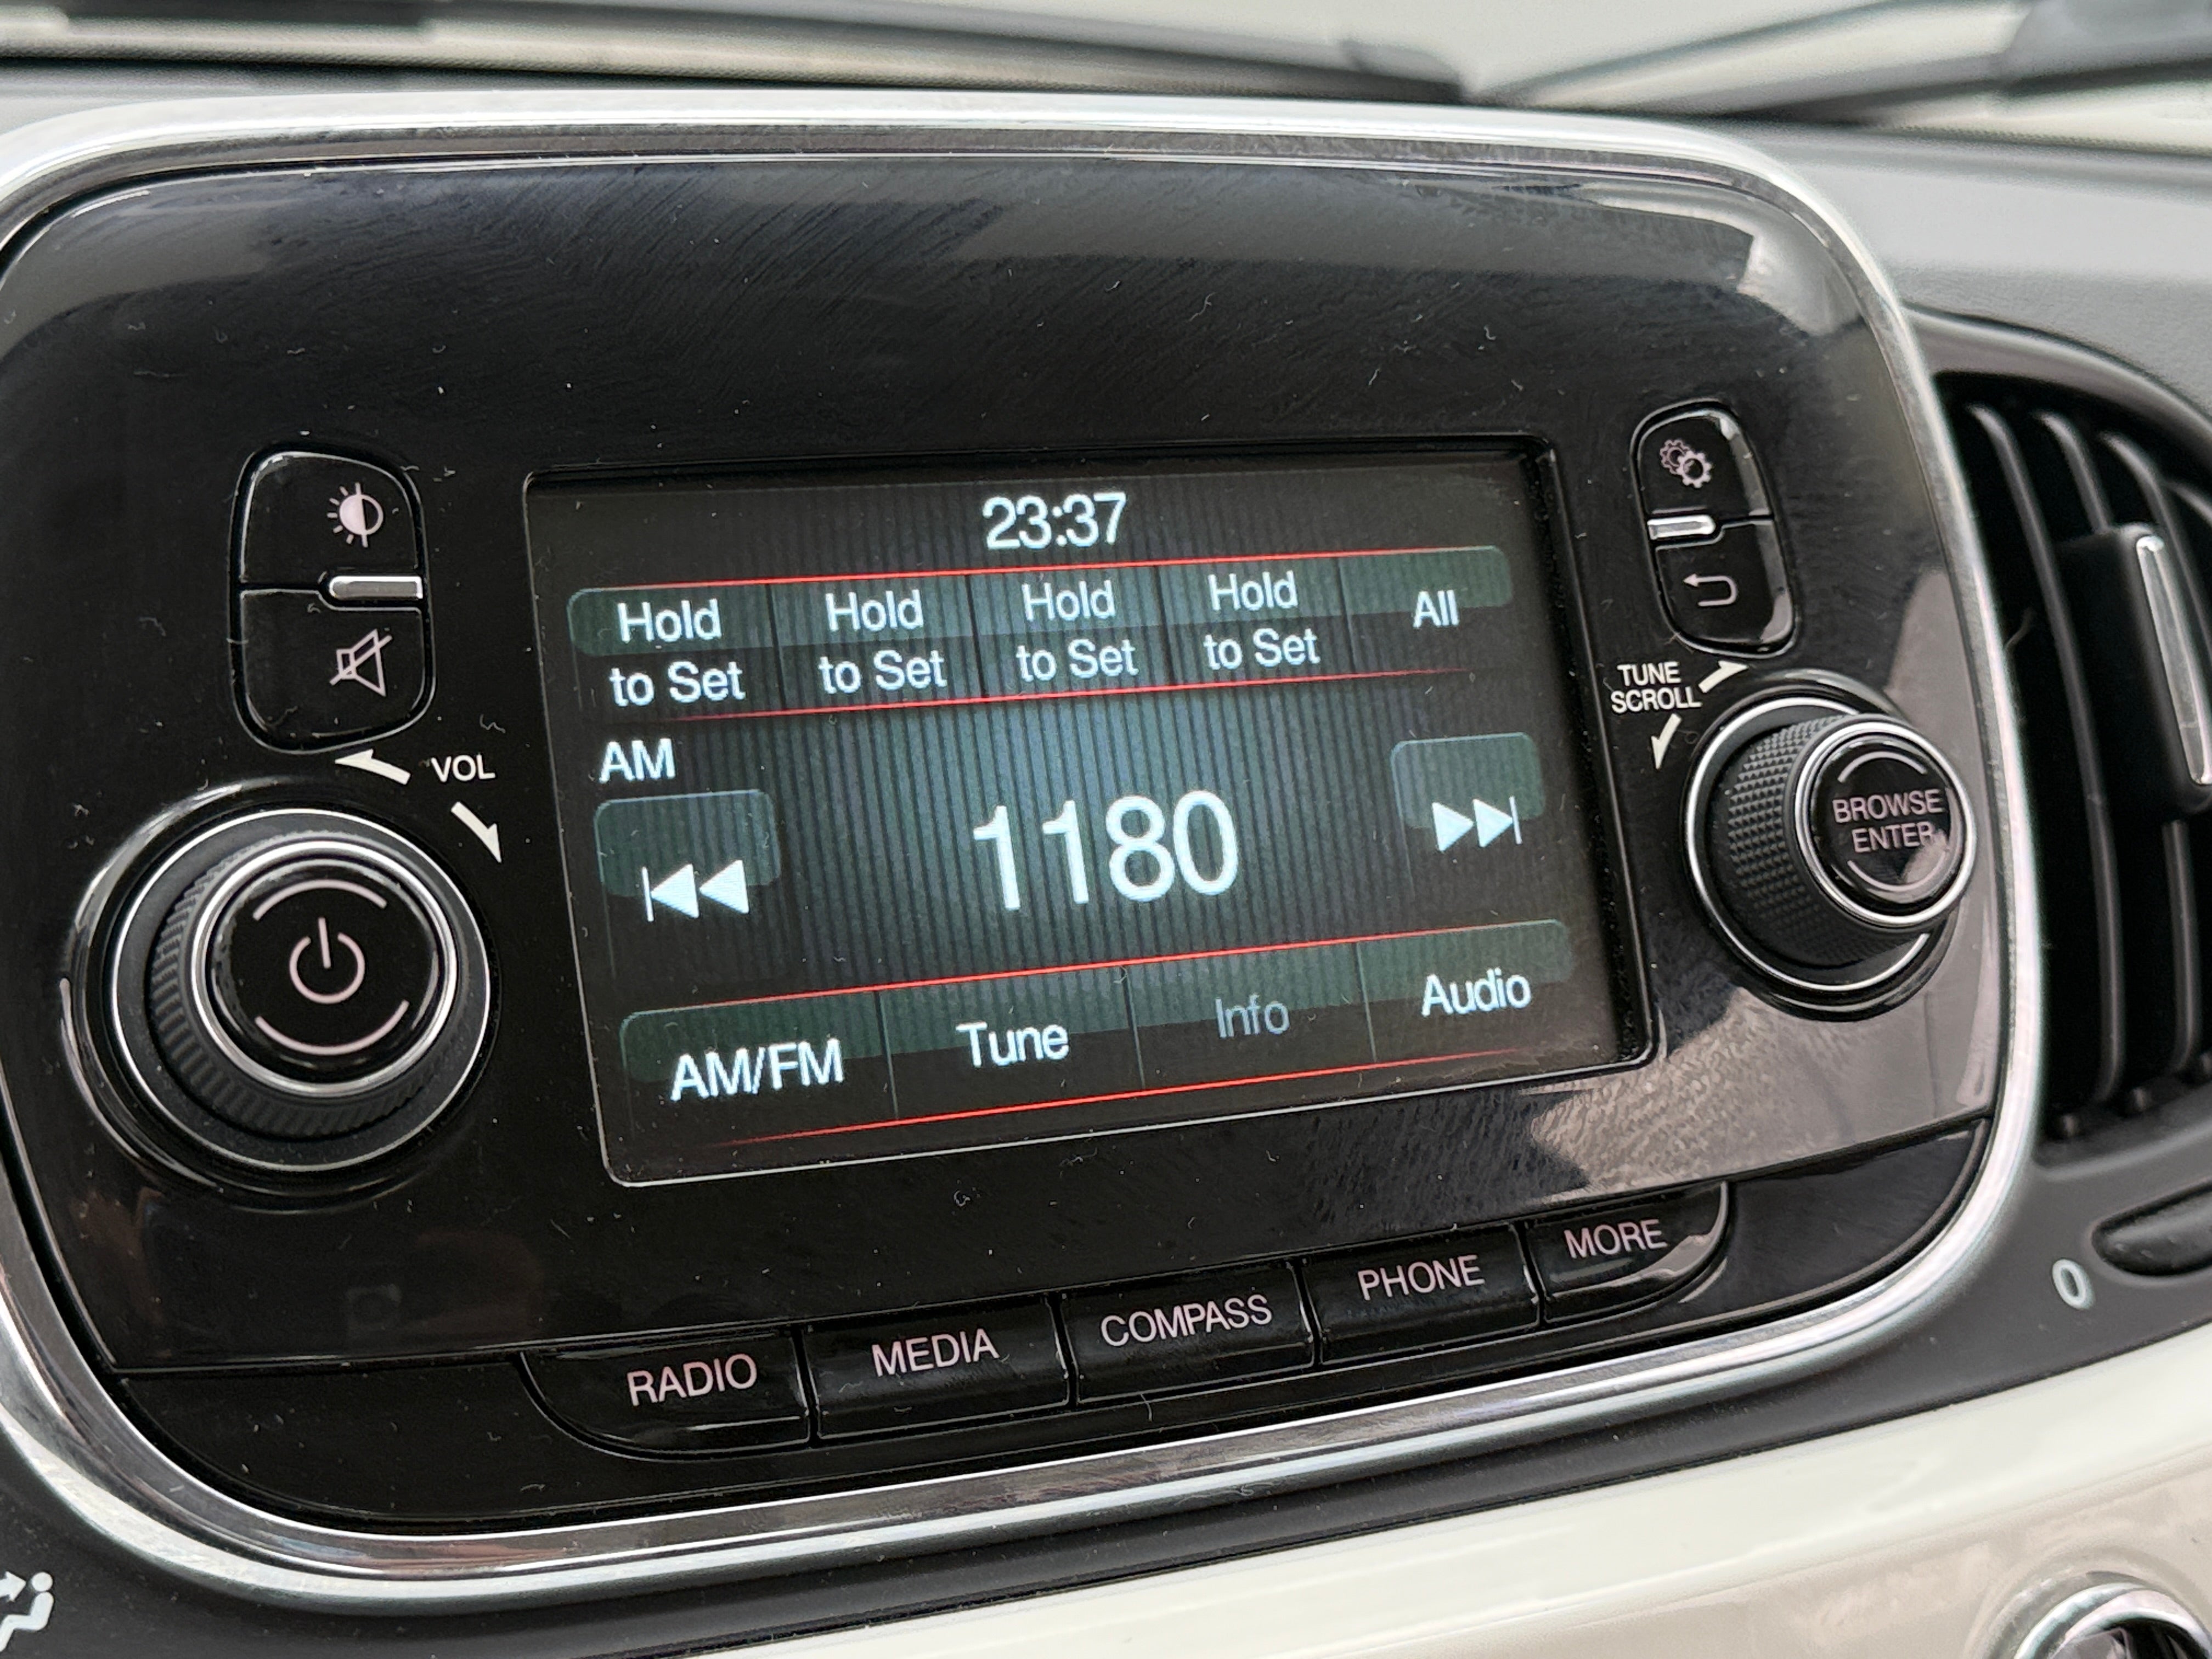 23:37
Hold to Set
Hold to Set
Hold to Set
Hold to Set
All
TUNE
SCROLL
AM
VOL
1180
BROWSE
ENTER
AM/FM
Tune
Info
Audio
RADIO
MEDIA
COMPASS
PHONE
MORE
0